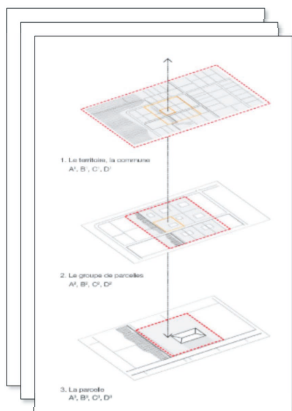 1. Le territoire, la commune
A¹, B¹, C¹, D¹
2. Le groupe de parcelles
A², B², C², D²
3. La parcelle
A³, B³, C³, D³